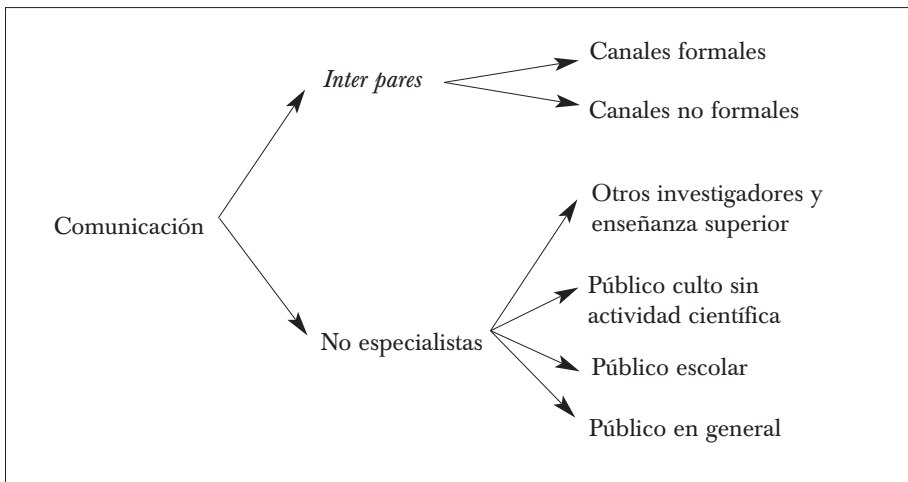 Comunicación
Inter pares
Canales formales
Canales no formales
No especialistas
Otros investigadores y
enseñanza superior
Público culto sin
actividad científica
Público escolar
Público en general